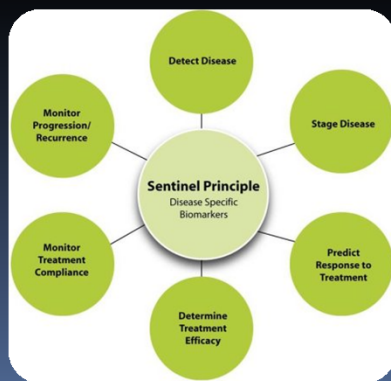 Detect Disease
Stage Disease
Predict
Response to
Treatment
Determine
Treatment
Efficacy
Monitor
Treatment
Compliance
Monitor
Progression/
Recurrence
Sentinel Principle
Disease Specific
Biomarkers